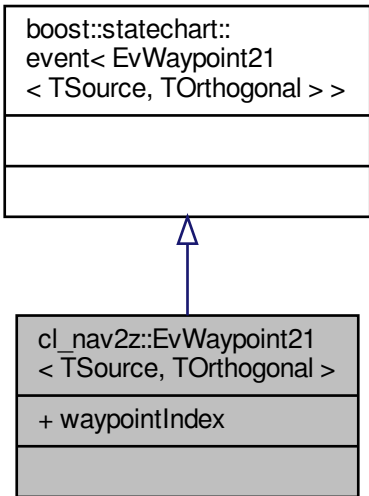 boost::statechart::
event< EvWaypoint21
< TSource, TOrthogonal > >
cl_nav2z::EvWaypoint21
< TSource, TOrthogonal >
+ waypointIndex